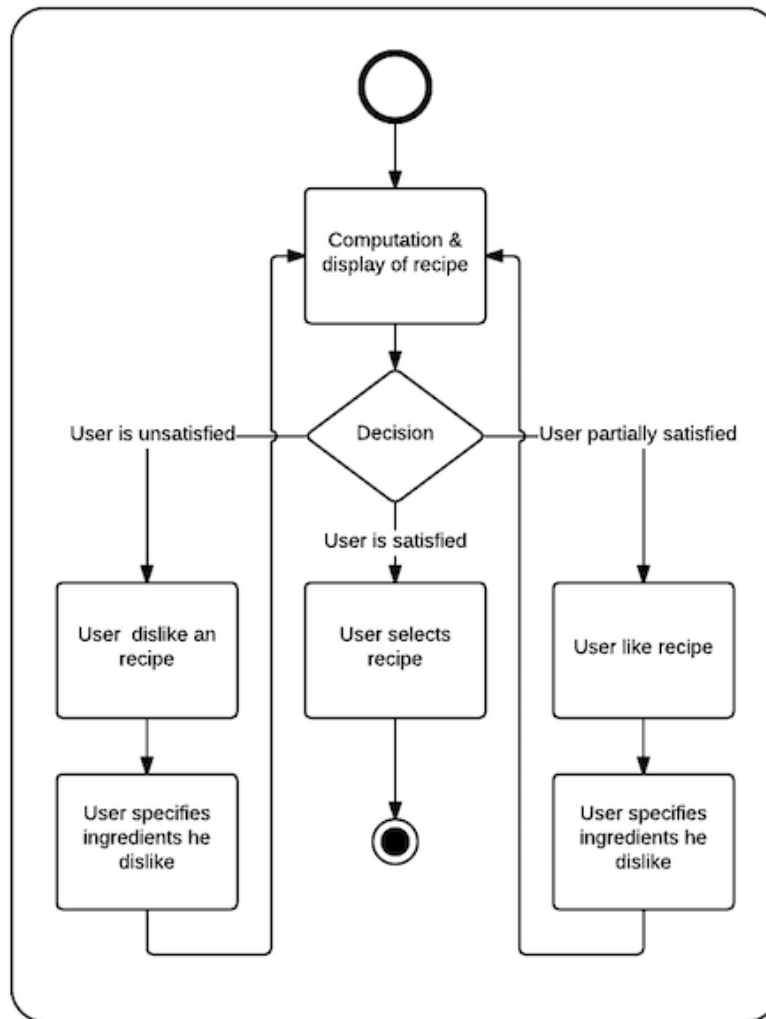 Computation &
display of recipe
Decision
User is unsatisfied
User partially satisfied
User is satisfied
User dislike an
recipe
User selects
recipe
User like recipe
User specifies
ingredients he
dislike
User specifies
ingredients he
dislike